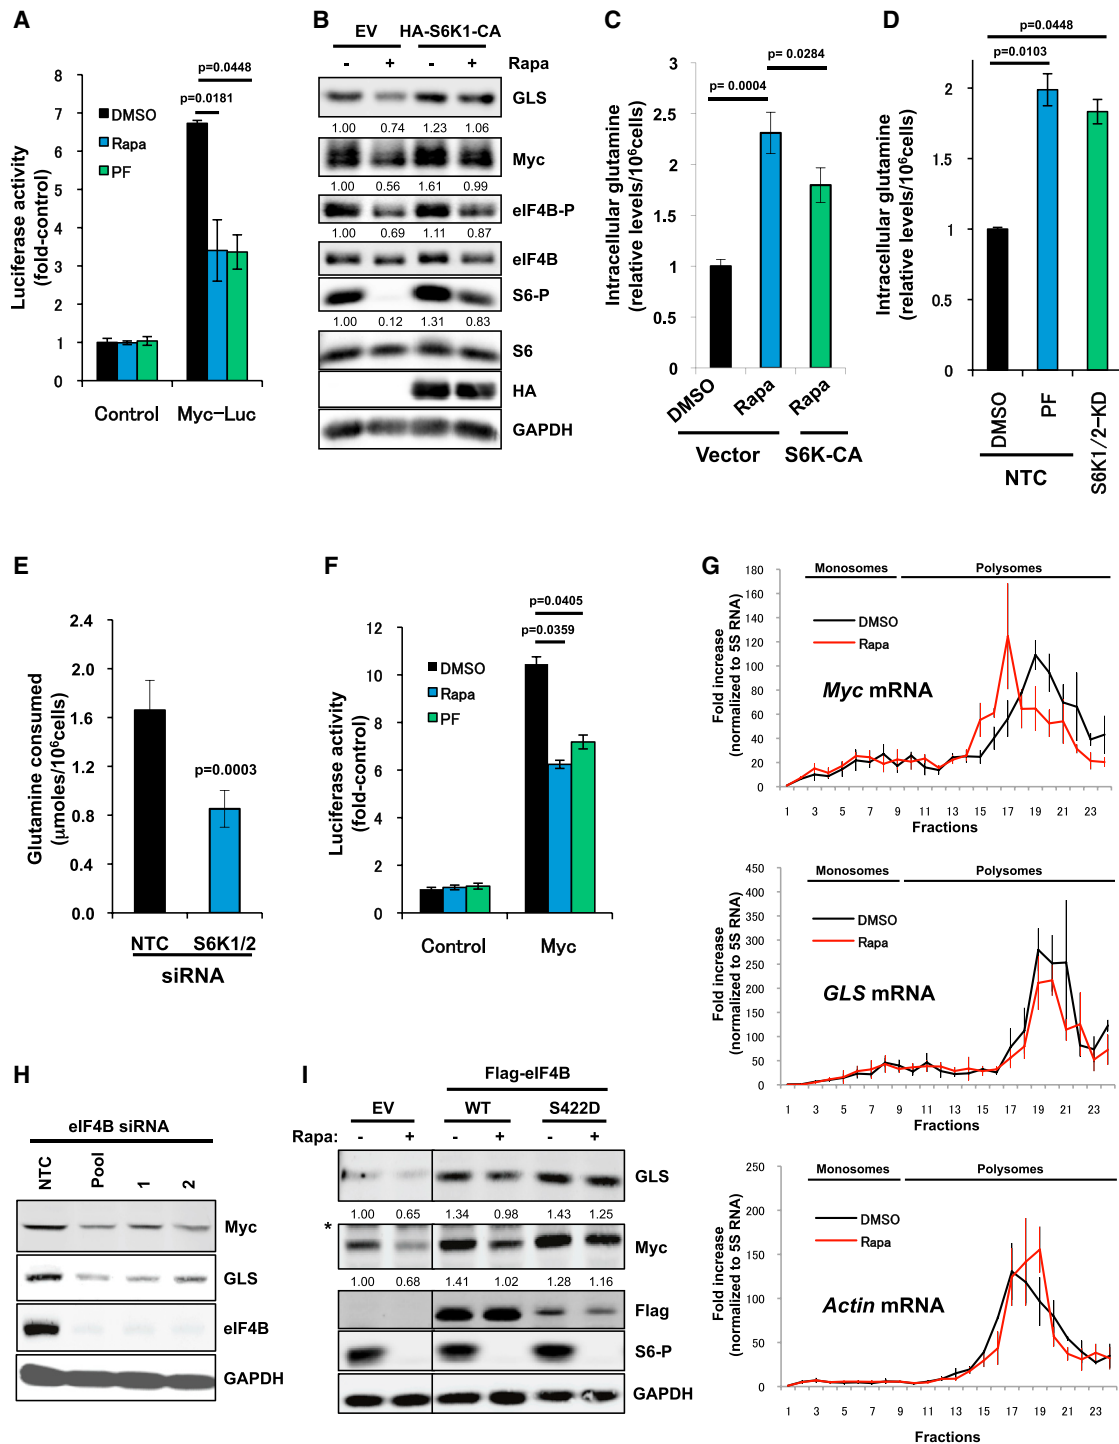 A
p=0.0448
p=0.0181
DMSO
Rapa
PF
Luciferase activity
(fold-control)
8
7
6
5
4
3
2
1
0
Control
Myc-Luc
B
EV
HA-S6K1-CA
- + - + Rapa
GLS
1.00 0.74 1.23 1.06
Myc
1.00 0.56 1.61 0.99
eIF4B-P
1.00 0.69 1.11 0.87
eIF4B
S6-P
1.00 0.12 1.31 0.83
S6
HA
GAPDH
C
p= 0.0284
p= 0.0004
Intracellular glutamine
(relative levels/10⁶cells)
3
2.5
2
1.5
1
0.5
0
DMSO
Rapa
Rapa
Vector
S6K-CA
D
p=0.0448
p=0.0103
Intracellular glutamine
(relative levels/10⁶cells)
2
1.5
1
0.5
0
DMSO
PF
S6K1/2-KD
NTC
E
Glutamine consumed
(µmoles/10⁶cells)
2.4
2.0
1.6
1.2
0.8
0.4
0.0
p=0.0003
NTC
S6K1/2
siRNA
F
p=0.0405
p=0.0359
DMSO
Rapa
PF
Luciferase activity
(fold-control)
12
10
8
6
4
2
0
Control
Myc
G
Monosomes
Polysomes
DMSO
Rapa
Myc mRNA
Fold increase
(normalized to 5S RNA)
180
160
140
120
100
80
60
40
20
0
1 3 5 7 9 11 13 15 17 19 21 23
Fractions
Monosomes
Polysomes
DMSO
Rapa
GLS mRNA
Fold increase
(normalized to 5S RNA)
450
400
350
300
250
200
150
100
50
0
1 3 5 7 9 11 13 15 17 19 21 23
Fractions
Monosomes
Polysomes
DMSO
Rapa
Actin mRNA
Fold increase
(normalized to 5S RNA)
250
200
150
100
50
0
1 3 5 7 9 11 13 15 17 19 21 23
Fractions
H
eIF4B siRNA
NTC
Pool
1
2
Myc
GLS
eIF4B
GAPDH
I
Flag-eIF4B
EV
WT
S422D
Rapa: - + - + - +
GLS
1.00 0.65 1.34 0.98 1.43 1.25
*
Myc
1.00 0.68 1.41 1.02 1.28 1.16
Flag
S6-P
GAPDH